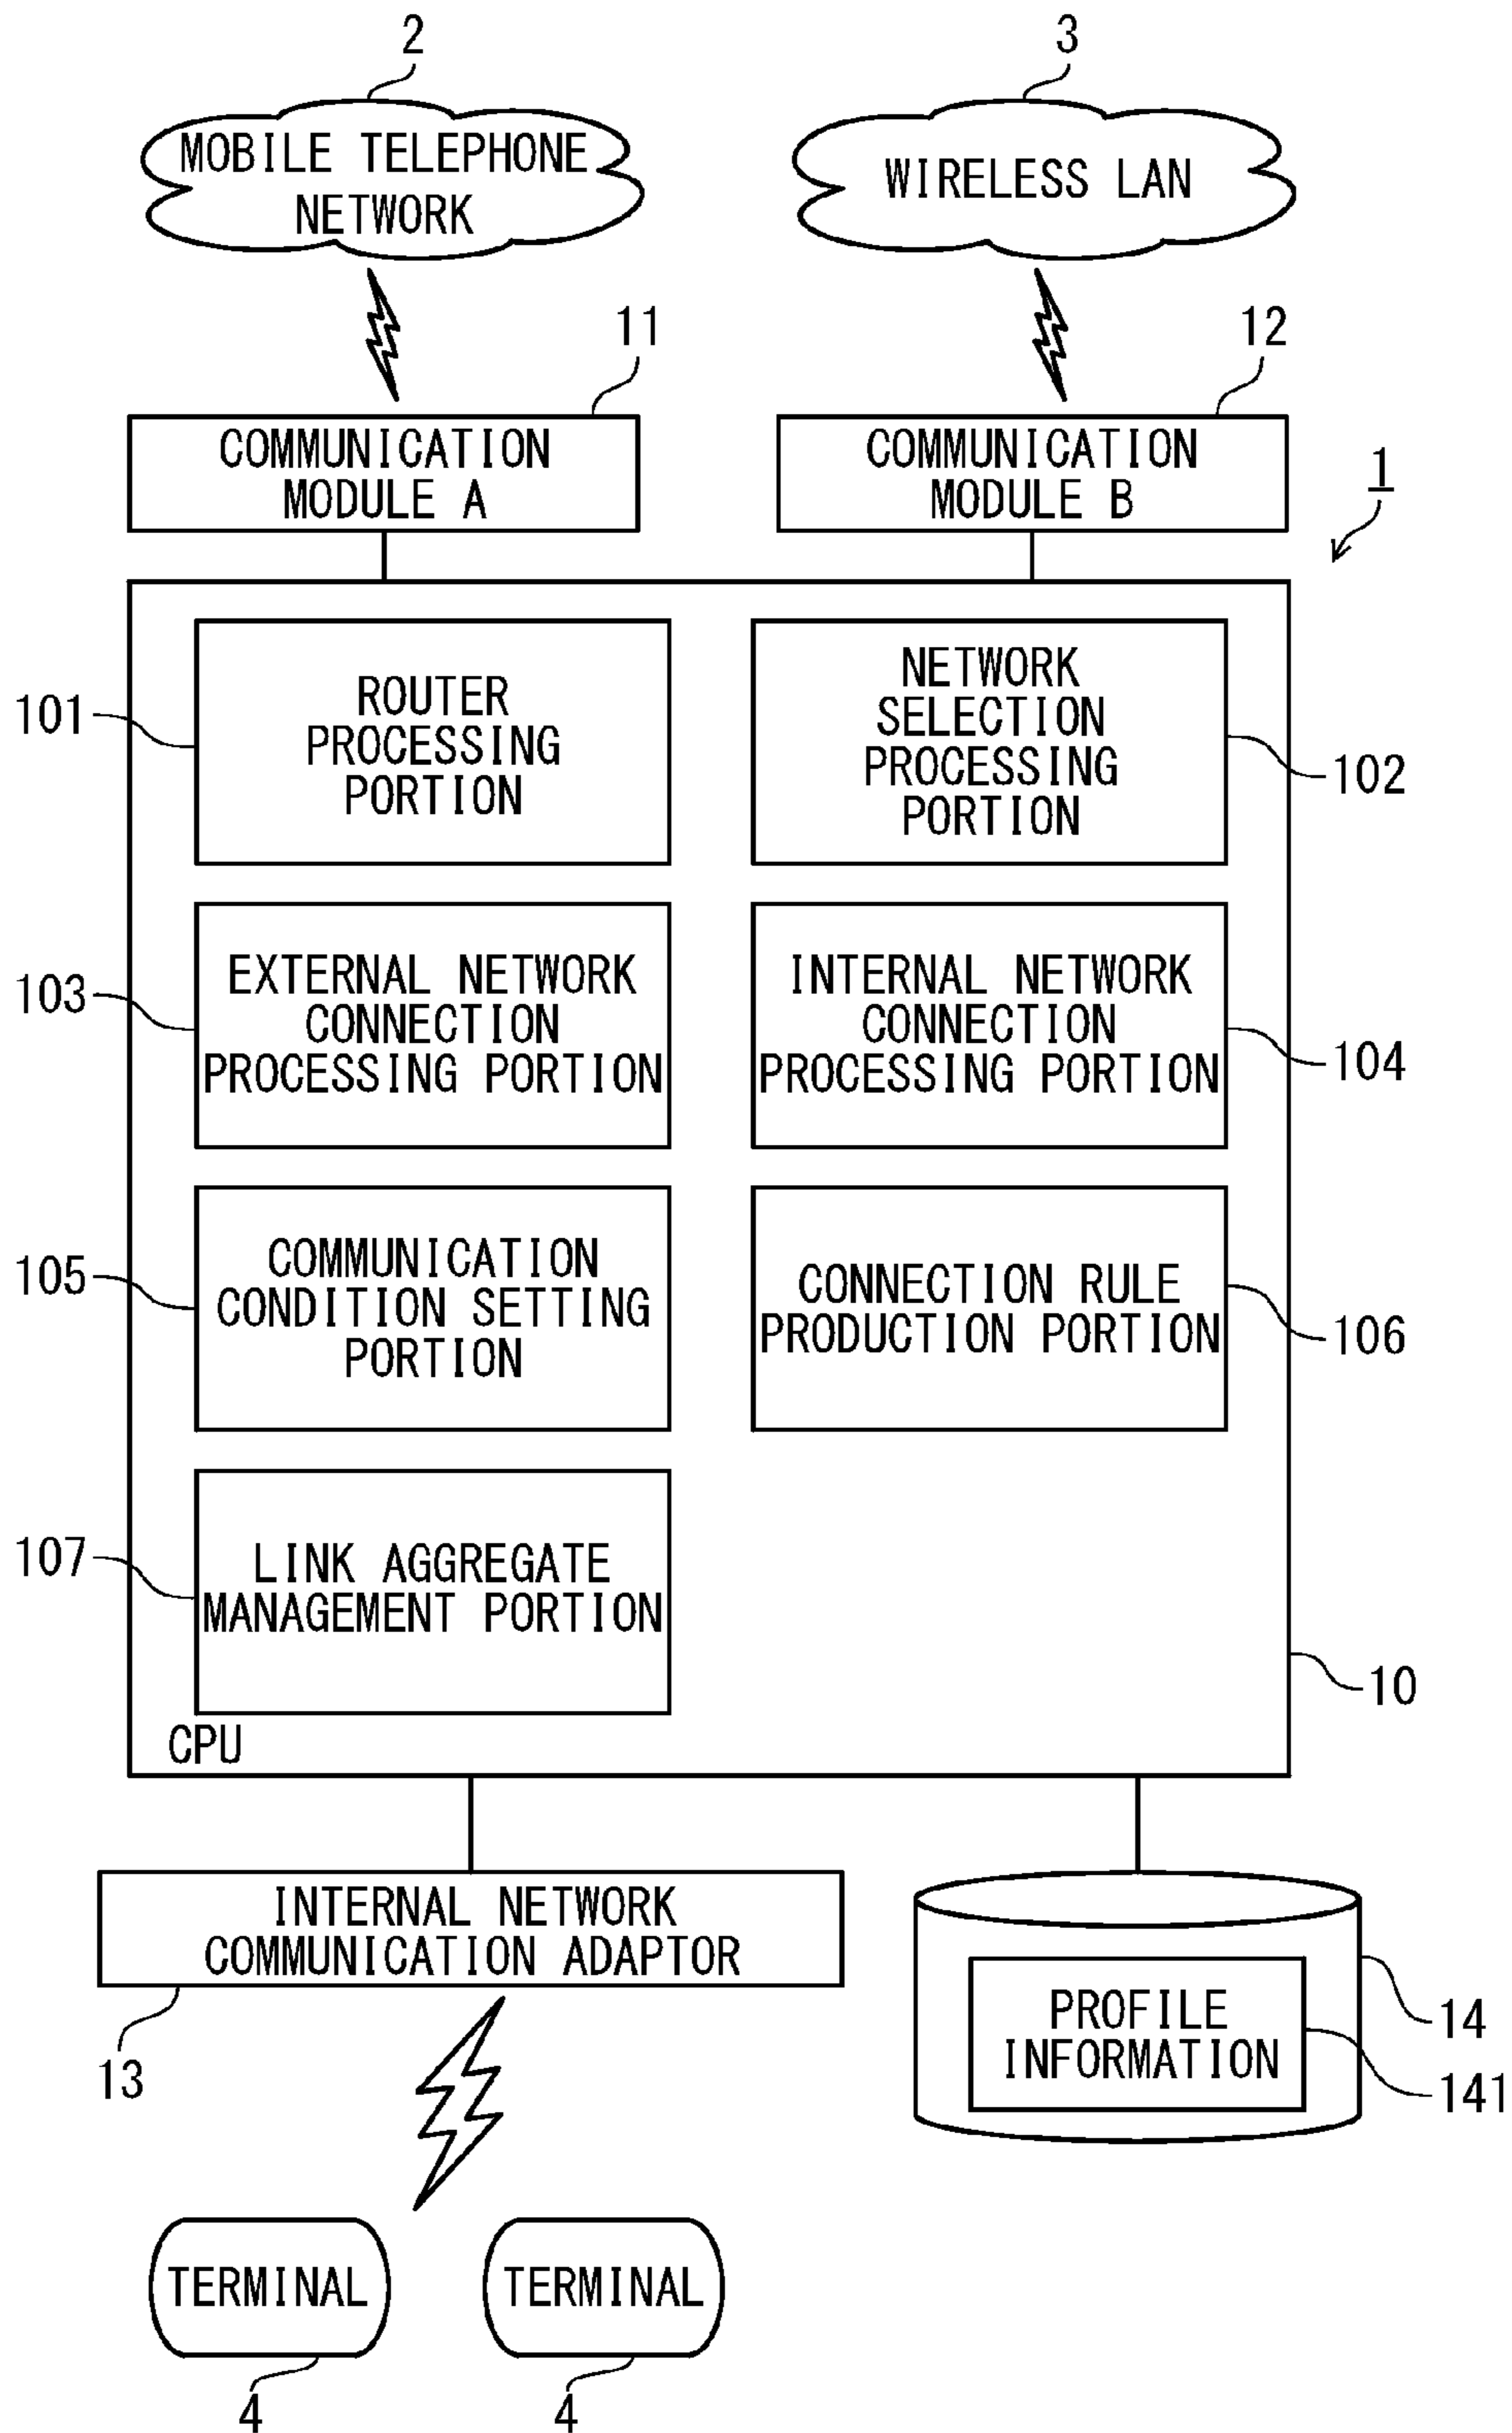 2
3
MOBILE TELEPHONE
NETWORK
WIRELESS LAN
11
12
COMMUNICATION
MODULE A
COMMUNICATION
MODULE B
1
ROUTER
PROCESSING
PORTION
101
NETWORK
SELECTION
PROCESSING
PORTION
102
EXTERNAL NETWORK
CONNECTION
PROCESSING PORTION
103
INTERNAL NETWORK
CONNECTION
PROCESSING PORTION
104
COMMUNICATION
CONDITION SETTING
PORTION
105
CONNECTION RULE
PRODUCTION PORTION
106
LINK AGGREGATE
MANAGEMENT PORTION
107
10
CPU
INTERNAL NETWORK
COMMUNICATION ADAPTOR
13
PROFILE
INFORMATION
14
141
TERMINAL
TERMINAL
4
4